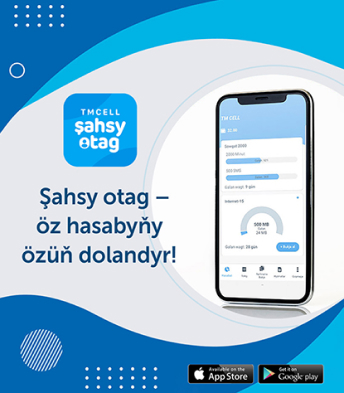 TMCELL
şahsy
otag
Şahsy otag –
öz hasabyňy
özüň dolandyr!
TM CELL
500 MB
Available on the
App Store
Get it on
Google play